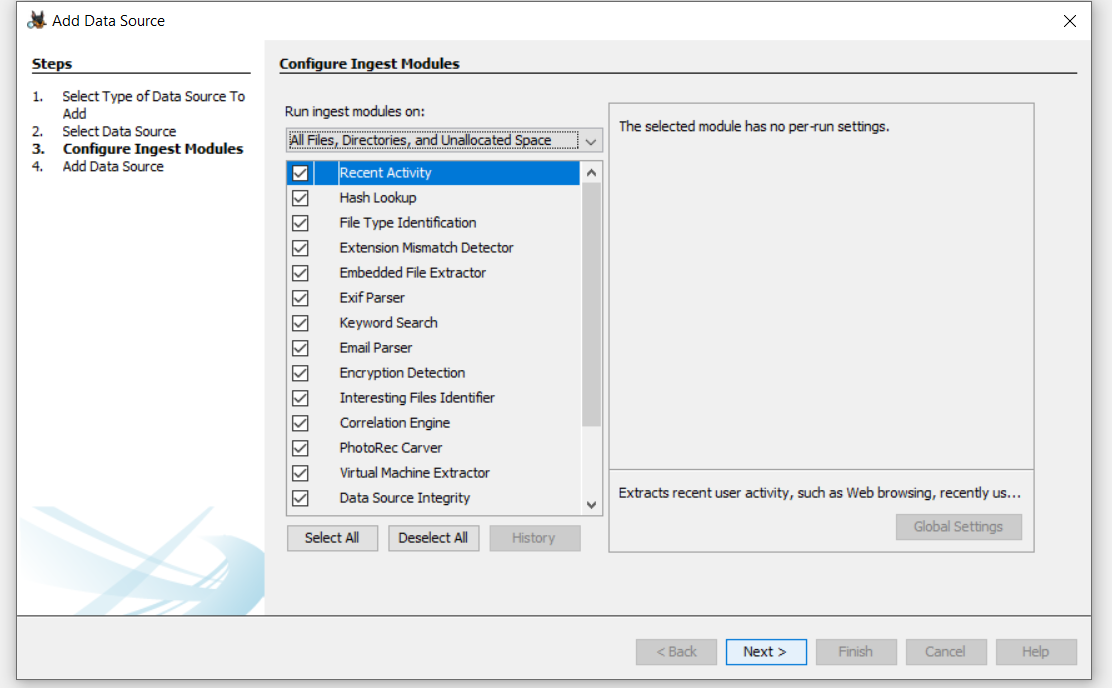 Add Data Source
Steps
1. Select Type of Data Source To
Add
2. Select Data Source
3. Configure Ingest Modules
4. Add Data Source
Configure Ingest Modules
Run ingest modules on:
All Files, Directories, and Unallocated Space
Recent Activity
Hash Lookup
File Type Identification
Extension Mismatch Detector
Embedded File Extractor
Exif Parser
Keyword Search
Email Parser
Encryption Detection
Interesting Files Identifier
Correlation Engine
PhotoRec Carver
Virtual Machine Extractor
Data Source Integrity
Select All
Deselect All
History
The selected module has no per-run settings.
Extracts recent user activity, such as Web browsing, recently us...
Global Settings
< Back
Next >
Finish
Cancel
Help